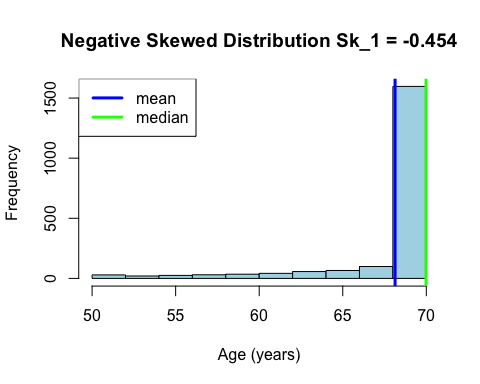 Negative Skewed Distribution Sk_1 = -0.454
mean
median
Frequency
1500
1000
500
0
50 55 60 65 70
Age (years)